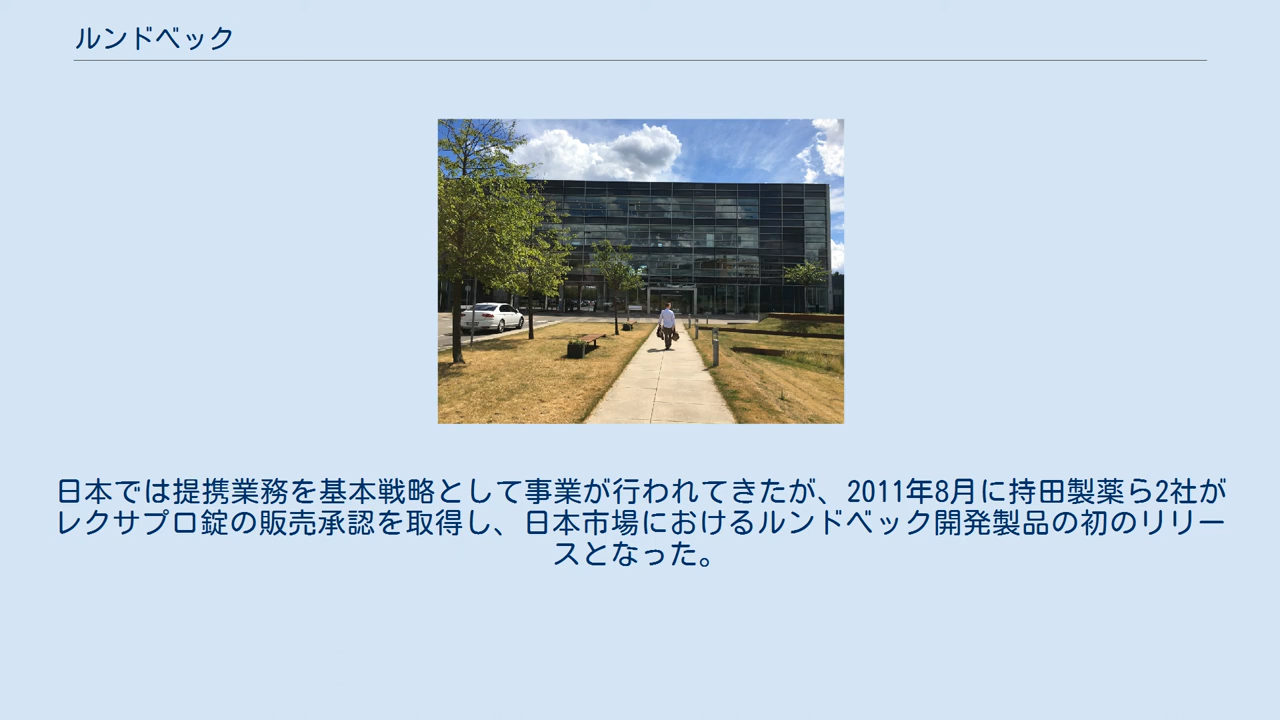 ルンドベック
日本では提携業務を基本戦略として事業が行われてきたが、2011年8月に持田製薬ら2社が
レクサプロ錠の販売承認を取得し、日本市場におけるルンドベック開発製品の初のリリー
スとなった。